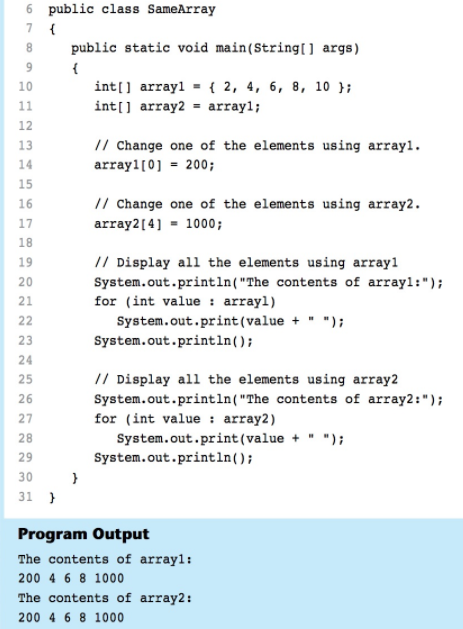 6 public class SameArray
7 {
8 public static void main(String[] args)
9 {
10 int[] array1 = { 2, 4, 6, 8, 10 };
11 int[] array2 = array1;
12
13 // Change one of the elements using array1.
14 array1[0] = 200;
15
16 // Change one of the elements using array2.
17 array2[4] = 1000;
18
19 // Display all the elements using array1
20 System.out.println("The contents of array1:");
21 for (int value : array1)
22 System.out.print(value + " ");
23 System.out.println();
24
25 // Display all the elements using array2
26 System.out.println("The contents of array2:");
27 for (int value : array2)
28 System.out.print(value + " ");
29 System.out.println();
30 }
31 }
Program Output
The contents of array1:
200 4 6 8 1000
The contents of array2:
200 4 6 8 1000